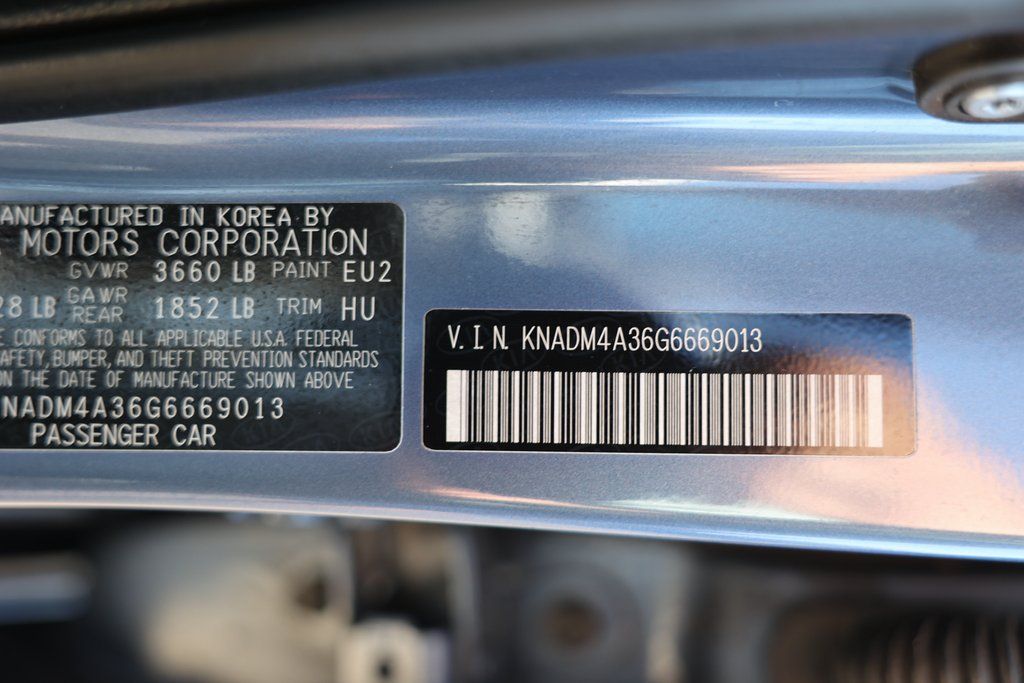 ANUFACTURED IN KOREA BY
MOTORS CORPORATION
GVWR 3660 LB PAINT EU2
28 LB GAWR REAR 1852 LB TRIM HU
E CONFORMS TO ALL APPLICABLE U.S.A. FEDERAL
AFETY, BUMPER, AND THEFT PREVENTION STANDARDS
ON THE DATE OF MANUFACTURE SHOWN ABOVE
NADM4A36G6669013
PASSENGER CAR
V.I.N. KNADM4A36G6669013